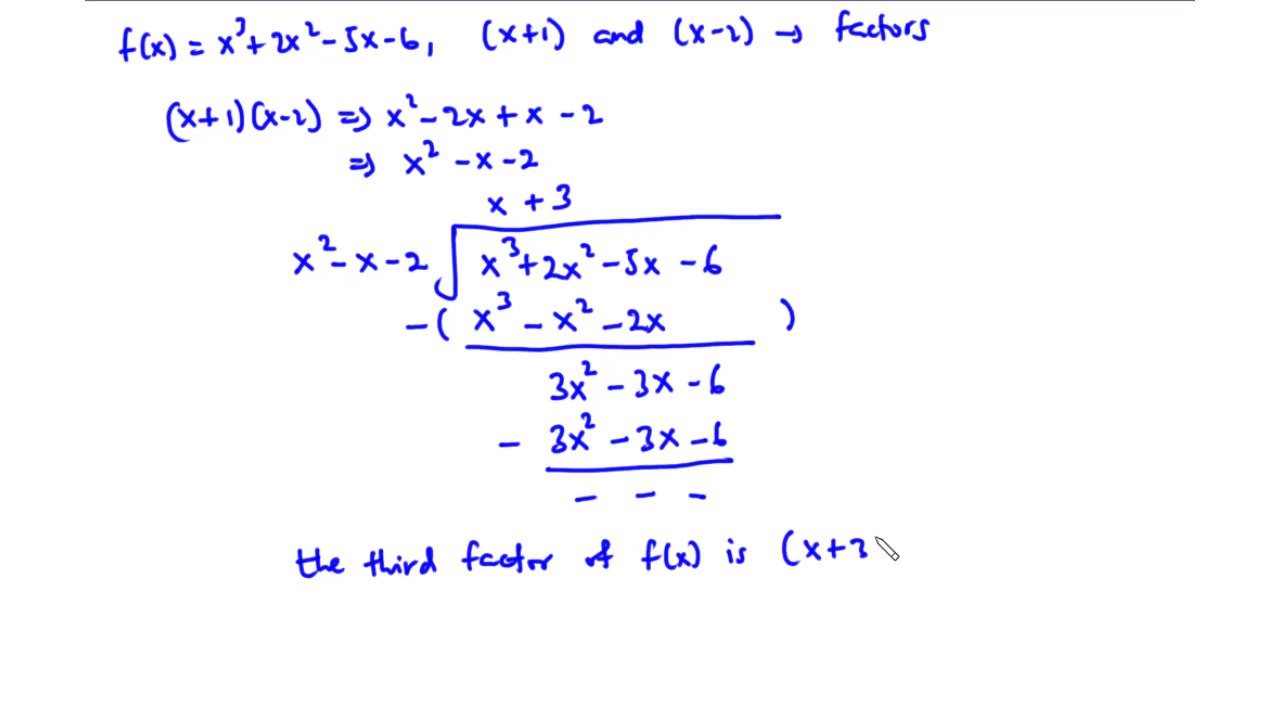 f(x) = x³ + 2x² - 5x - 6, (x+1) and (x-2) → factors
(x+1)(x-2) ⇒ x² - 2x + x - 2
⇒ x² - x - 2
x + 3
x² - x - 2 √ x³ + 2x² - 5x - 6
- ( x³ - x² - 2x )
3x² - 3x - 6
- 3x² - 3x - 6
- - -
the third factor of f(x) is (x+3